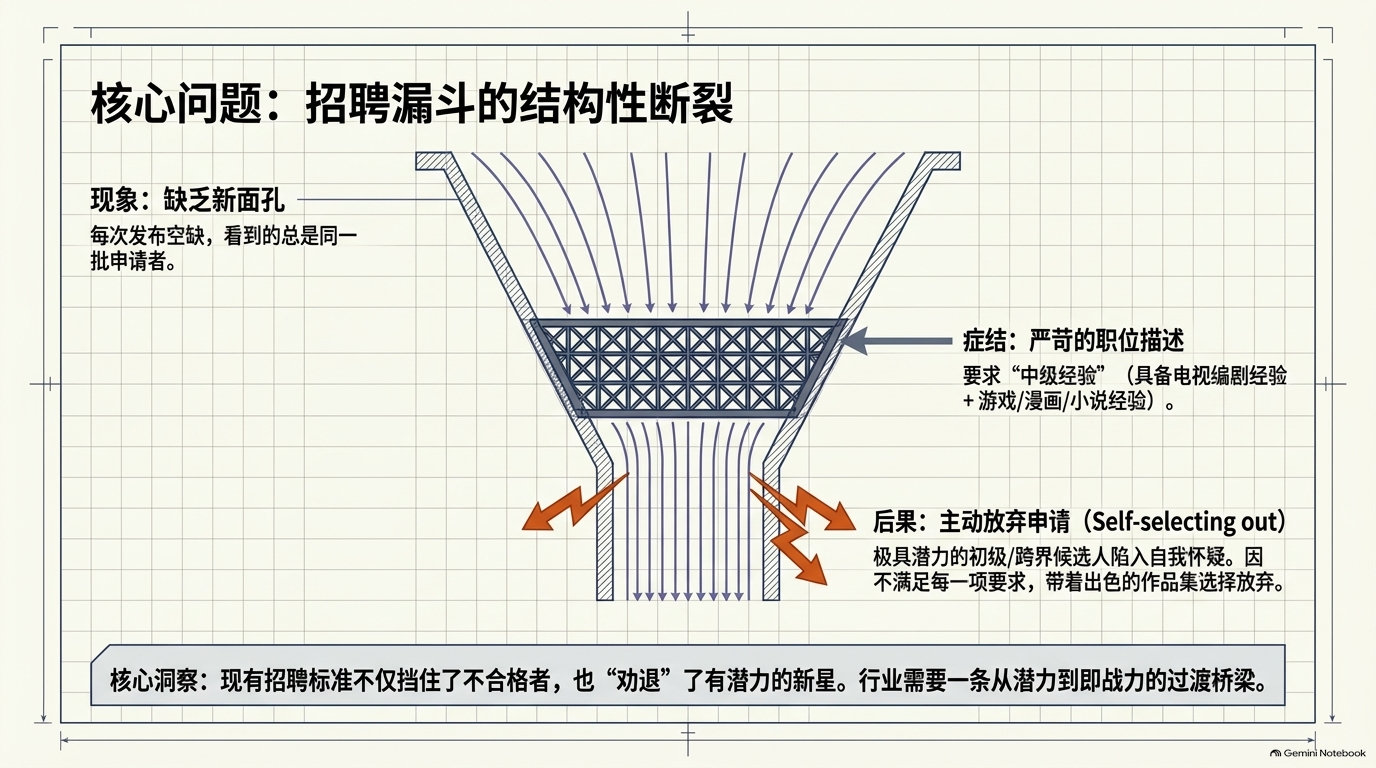 核心问题：招聘漏斗的结构性断裂
现象：缺乏新面孔
每次发布空缺，看到的总是同一
批申请者。
症结：严苛的职位描述
要求“中级经验”（具备电视编剧经验
+ 游戏/漫画/小说经验）。
后果：主动放弃申请（Self-selecting out）
极具潜力的初级/跨界候选人陷入自我怀疑。因
不满足每一项要求，带着出色的作品集选择放弃。
核心洞察：现有招聘标准不仅挡住了不合格者，也“劝退”了有潜力的新星。行业需要一条从潜力到即战力的过渡桥梁。
Gemini Notebook